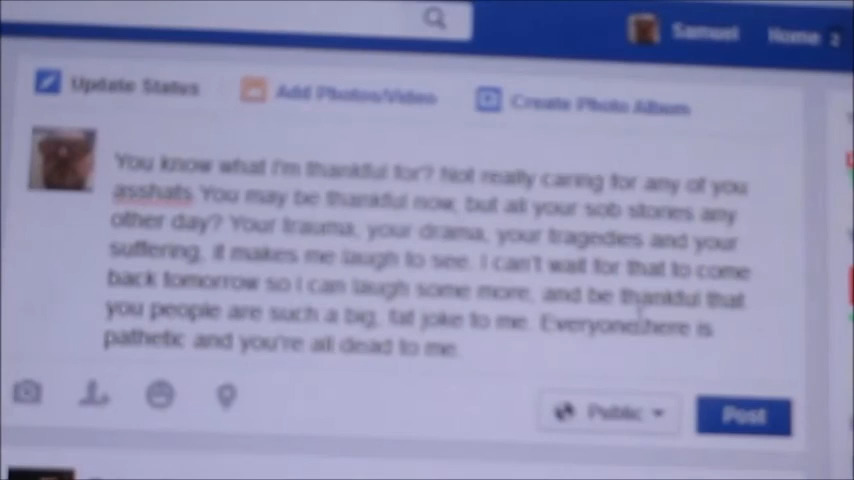 Samuel Home 2
Update Status Add Photos/Video Create Photo Album
You know what I'm thankful for? Not really caring for any of you
asshats. You may be thankful now, but all your sob stories any
other day? Your trauma, your drama, your tragedies and your
suffering, it makes me laugh to see. I can't wait for that to come
back tomorrow so I can laugh some more, and be thankful that
you people are such a big, fat joke to me. Everyone here is
pathetic and you're all dead to me.
Public Post